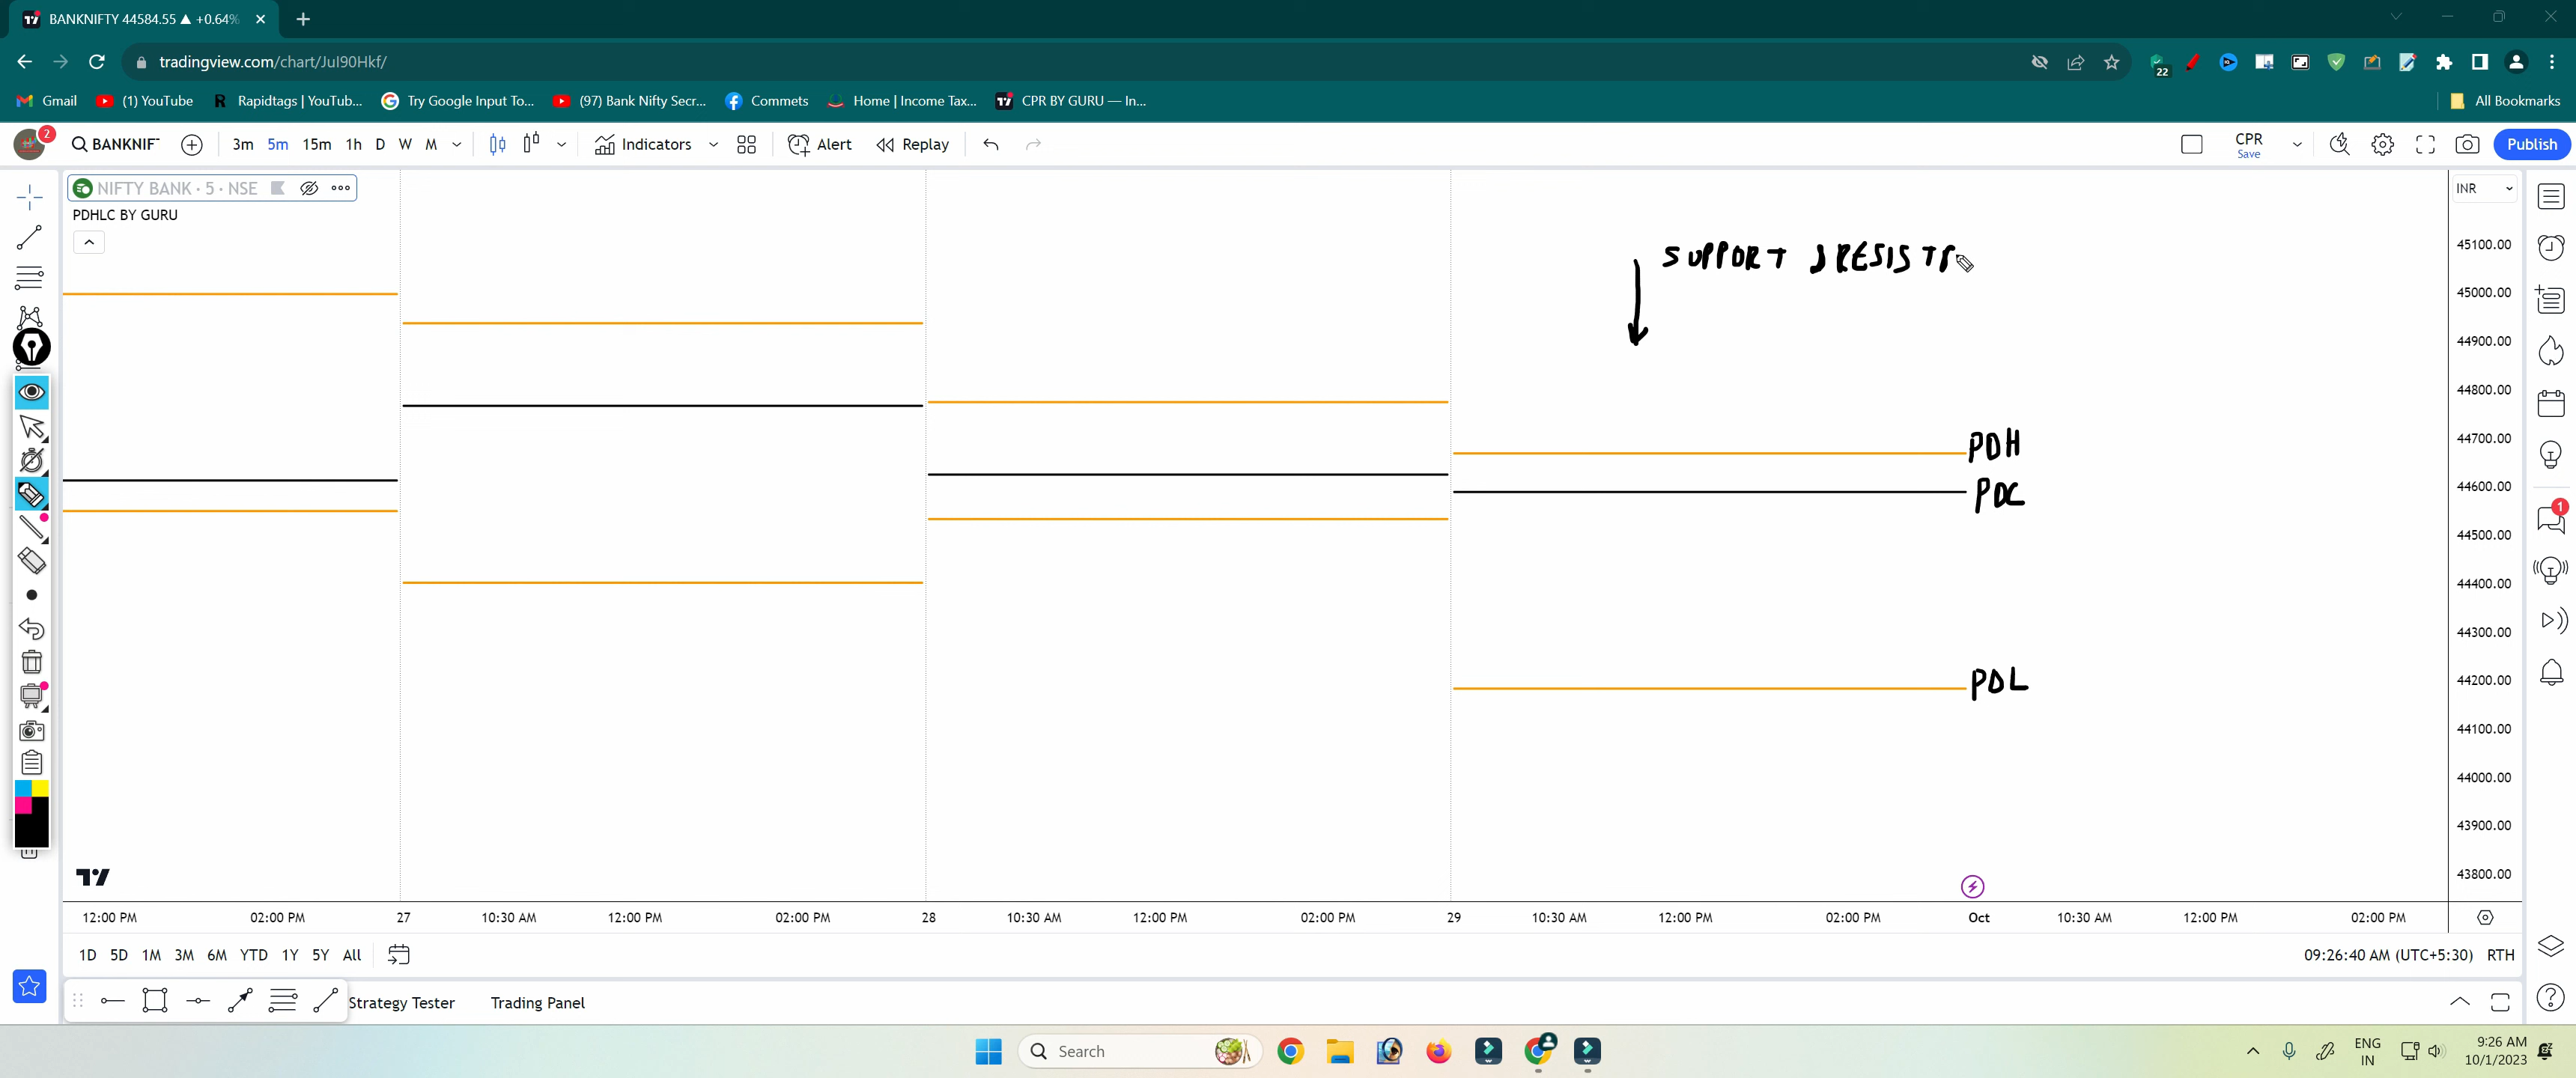 BANKNIFTY 44584.55 ▲ +0.64%
tradingview.com/chart/JuI90Hkf/
22
Gmail
(1) YouTube
Rapidtags | YouTub...
Try Google Input To...
(97) Bank Nifty Secr...
Commets
Home | Income Tax...
CPR BY GURU — In...
All Bookmarks
2
BANKNIF
3m 5m 15m 1h D W M
Indicators
Alert
Replay
CPR
Save
Publish
NIFTY BANK · 5 · NSE
PDHLC BY GURU
INR
SUPPORT & RESIST
PDH
PDC
PDL
45100.00
45000.00
44900.00
44800.00
44700.00
44600.00
44500.00
44400.00
44300.00
44200.00
44100.00
44000.00
43900.00
43800.00
1
12:00 PM 02:00 PM 27 10:30 AM 12:00 PM 02:00 PM 28 10:30 AM 12:00 PM 02:00 PM 29 10:30 AM 12:00 PM 02:00 PM Oct 10:30 AM 12:00 PM 02:00 PM
1D 5D 1M 3M 6M YTD 1Y 5Y All
09:26:40 AM (UTC+5:30) RTH
Strategy Tester
Trading Panel
Search
ENG
IN
9:26 AM
10/1/2023